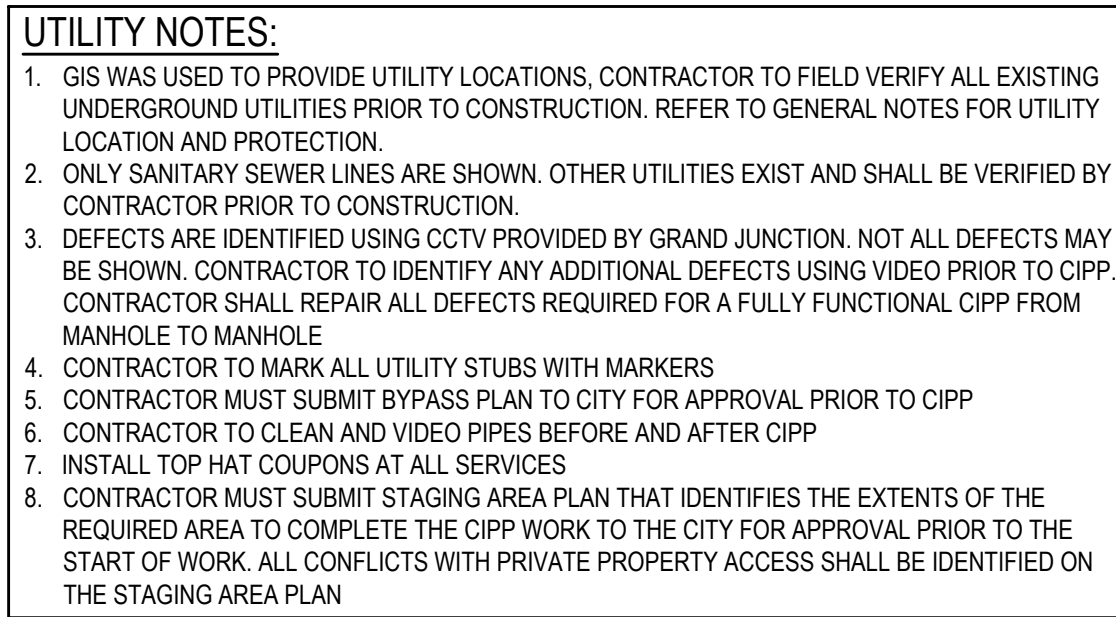 UTILITY NOTES:
1. GIS WAS USED TO PROVIDE UTILITY LOCATIONS, CONTRACTOR TO FIELD VERIFY ALL EXISTING
UNDERGROUND UTILITIES PRIOR TO CONSTRUCTION. REFER TO GENERAL NOTES FOR UTILITY
LOCATION AND PROTECTION.
2. ONLY SANITARY SEWER LINES ARE SHOWN. OTHER UTILITIES EXIST AND SHALL BE VERIFIED BY
CONTRACTOR PRIOR TO CONSTRUCTION.
3. DEFECTS ARE IDENTIFIED USING CCTV PROVIDED BY GRAND JUNCTION. NOT ALL DEFECTS MAY
BE SHOWN. CONTRACTOR TO IDENTIFY ANY ADDITIONAL DEFECTS USING VIDEO PRIOR TO CIPP.
CONTRACTOR SHALL REPAIR ALL DEFECTS REQUIRED FOR A FULLY FUNCTIONAL CIPP FROM
MANHOLE TO MANHOLE
4. CONTRACTOR TO MARK ALL UTILITY STUBS WITH MARKERS
5. CONTRACTOR MUST SUBMIT BYPASS PLAN TO CITY FOR APPROVAL PRIOR TO CIPP
6. CONTRACTOR TO CLEAN AND VIDEO PIPES BEFORE AND AFTER CIPP
7. INSTALL TOP HAT COUPONS AT ALL SERVICES
8. CONTRACTOR MUST SUBMIT STAGING AREA PLAN THAT IDENTIFIES THE EXTENTS OF THE
REQUIRED AREA TO COMPLETE THE CIPP WORK TO THE CITY FOR APPROVAL PRIOR TO THE
START OF WORK. ALL CONFLICTS WITH PRIVATE PROPERTY ACCESS SHALL BE IDENTIFIED ON
THE STAGING AREA PLAN